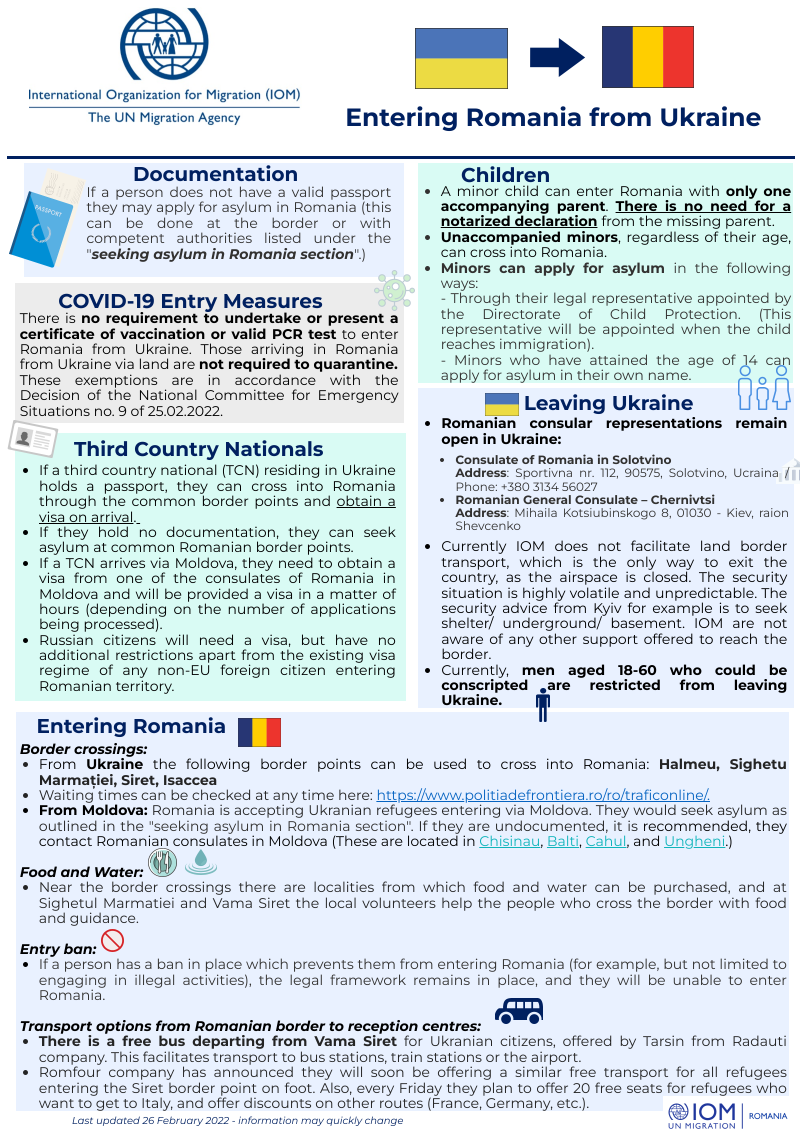 International Organization for Migration (IOM)
The UN Migration Agency
Entering Romania from Ukraine
Documentation
PASSPORT
If a person does not have a valid passport
they may apply for asylum in Romania (this
can be done at the border or with
competent authorities listed under the
"seeking asylum in Romania section".)
COVID-19 Entry Measures
There is no requirement to undertake or present a
certificate of vaccination or valid PCR test to enter
Romania from Ukraine. Those arriving in Romania
from Ukraine via land are not required to quarantine.
These exemptions are in accordance with the
Decision of the National Committee for Emergency
Situations no. 9 of 25.02.2022.
Third Country Nationals
• If a third country national (TCN) residing in Ukraine
holds a passport, they can cross into Romania
through the common border points and obtain a
visa on arrival.
• If they hold no documentation, they can seek
asylum at common Romanian border points.
• If a TCN arrives via Moldova, they need to obtain a
visa from one of the consulates of Romania in
Moldova and will be provided a visa in a matter of
hours (depending on the number of applications
being processed).
• Russian citizens will need a visa, but have no
additional restrictions apart from the existing visa
regime of any non-EU foreign citizen entering
Romanian territory.
Children
• A minor child can enter Romania with only one
accompanying parent. There is no need for a
notarized declaration from the missing parent.
• Unaccompanied minors, regardless of their age,
can cross into Romania.
• Minors can apply for asylum in the following
ways:
- Through their legal representative appointed by
the Directorate of Child Protection. (This
representative will be appointed when the child
reaches immigration).
- Minors who have attained the age of 14 can
apply for asylum in their own name.
Leaving Ukraine
• Romanian consular representations remain
open in Ukraine:
• Consulate of Romania in Solotvino
Address: Sportivna nr. 112, 90575, Solotvino, Ucraina /
Phone: +380 3134 56027
• Romanian General Consulate – Chernivtsi
Address: Mihaila Kotsiubinskogo 8, 01030 - Kiev, raion
Shevcenko
• Currently IOM does not facilitate land border
transport, which is the only way to exit the
country, as the airspace is closed. The security
situation is highly volatile and unpredictable. The
security advice from Kyiv for example is to seek
shelter/ underground/ basement. IOM are not
aware of any other support offered to reach the
border.
• Currently, men aged 18-60 who could be
conscripted are restricted from leaving
Ukraine.
Entering Romania
Border crossings:
• From Ukraine the following border points can be used to cross into Romania: Halmeu, Sighetu
Marmației, Siret, Isaccea
• Waiting times can be checked at any time here: https://www.politiadefrontiera.ro/ro/traficonline/.
• From Moldova: Romania is accepting Ukranian refugees entering via Moldova. They would seek asylum as
outlined in the "seeking asylum in Romania section". If they are undocumented, it is recommended, they
contact Romanian consulates in Moldova (These are located in Chisinau, Balti, Cahul, and Ungheni.)
Food and Water:
• Near the border crossings there are localities from which food and water can be purchased, and at
Sighetul Marmatiei and Vama Siret the local volunteers help the people who cross the border with food
and guidance.
Entry ban:
• If a person has a ban in place which prevents them from entering Romania (for example, but not limited to
engaging in illegal activities), the legal framework remains in place, and they will be unable to enter
Romania.
Transport options from Romanian border to reception centres:
• There is a free bus departing from Vama Siret for Ukranian citizens, offered by Tarsin from Radauti
company. This facilitates transport to bus stations, train stations or the airport.
• Romfour company has announced they will soon be offering a similar free transport for all refugees
entering the Siret border point on foot. Also, every Friday they plan to offer 20 free seats for refugees who
want to get to Italy, and offer discounts on other routes (France, Germany, etc.).
Last updated 26 February 2022 - information may quickly change
IOM
UN MIGRATION
ROMANIA